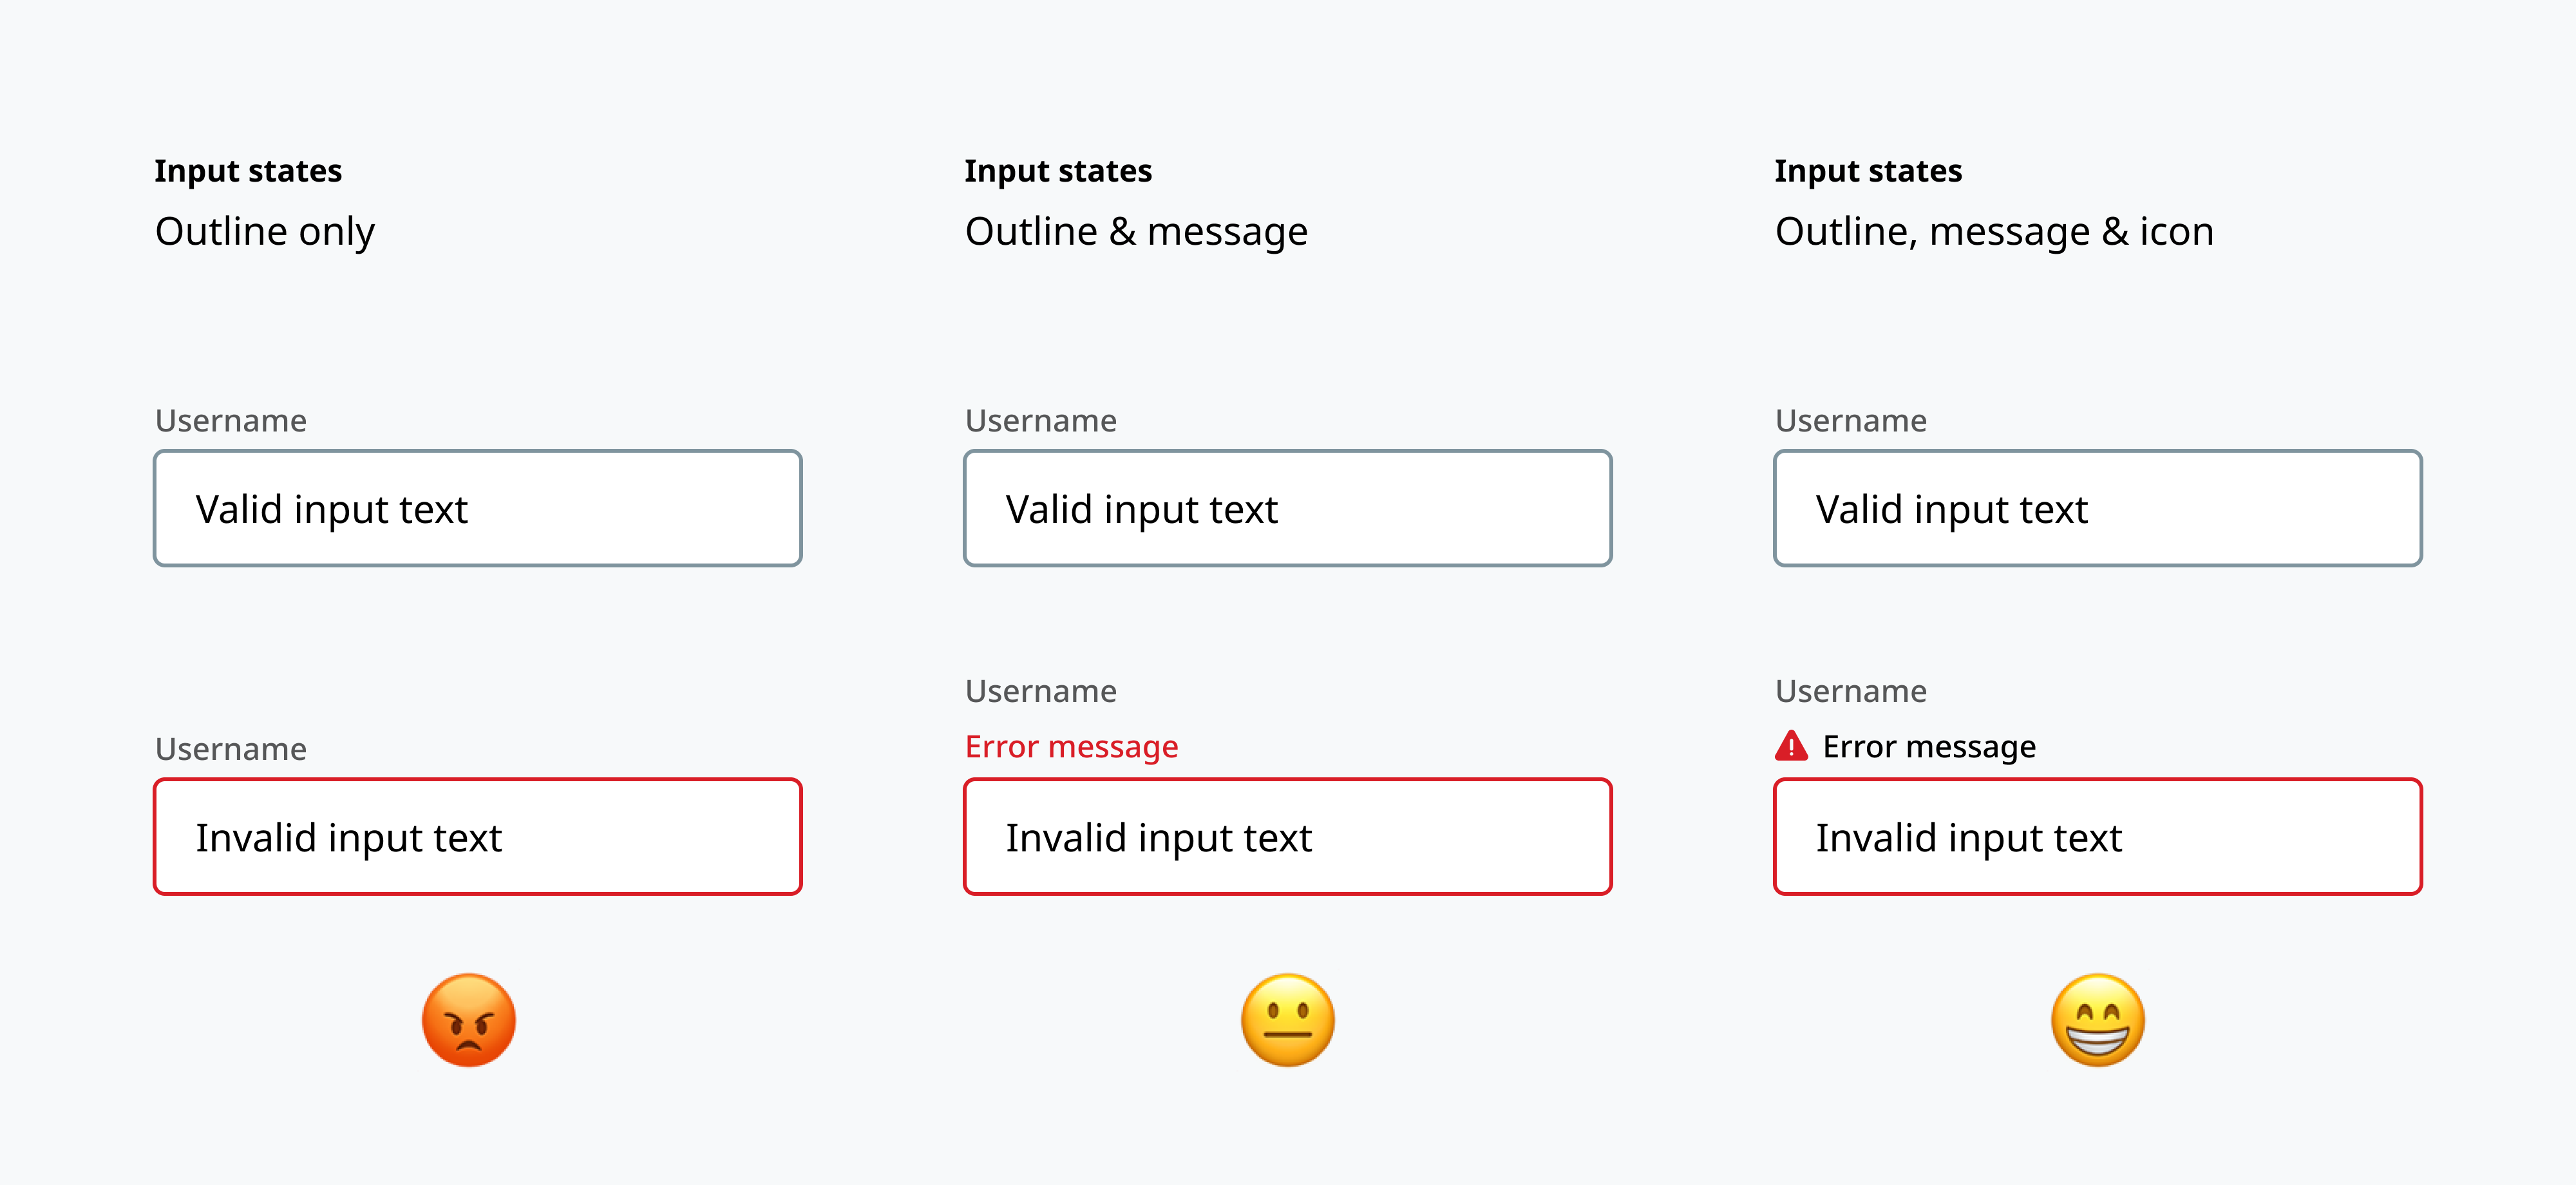 Input states
Outline only
Username
Valid input text
Username
Invalid input text
Input states
Outline & message
Username
Valid input text
Username
Error message
Invalid input text
Input states
Outline, message & icon
Username
Valid input text
Username
Error message
Invalid input text